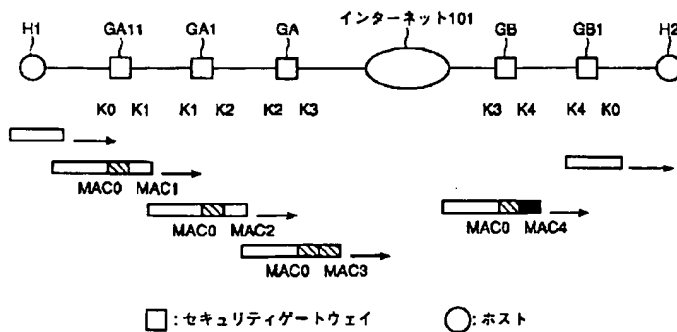 インターネット101
H1 GA11 GA1 GA GB GB1 H2
K0 K1 K1 K2 K2 K3 K3 K4 K4 K0
MAC0 MAC1
MAC0 MAC2
MAC0 MAC4
MAC0 MAC3
:セキュリティゲートウェイ :ホスト